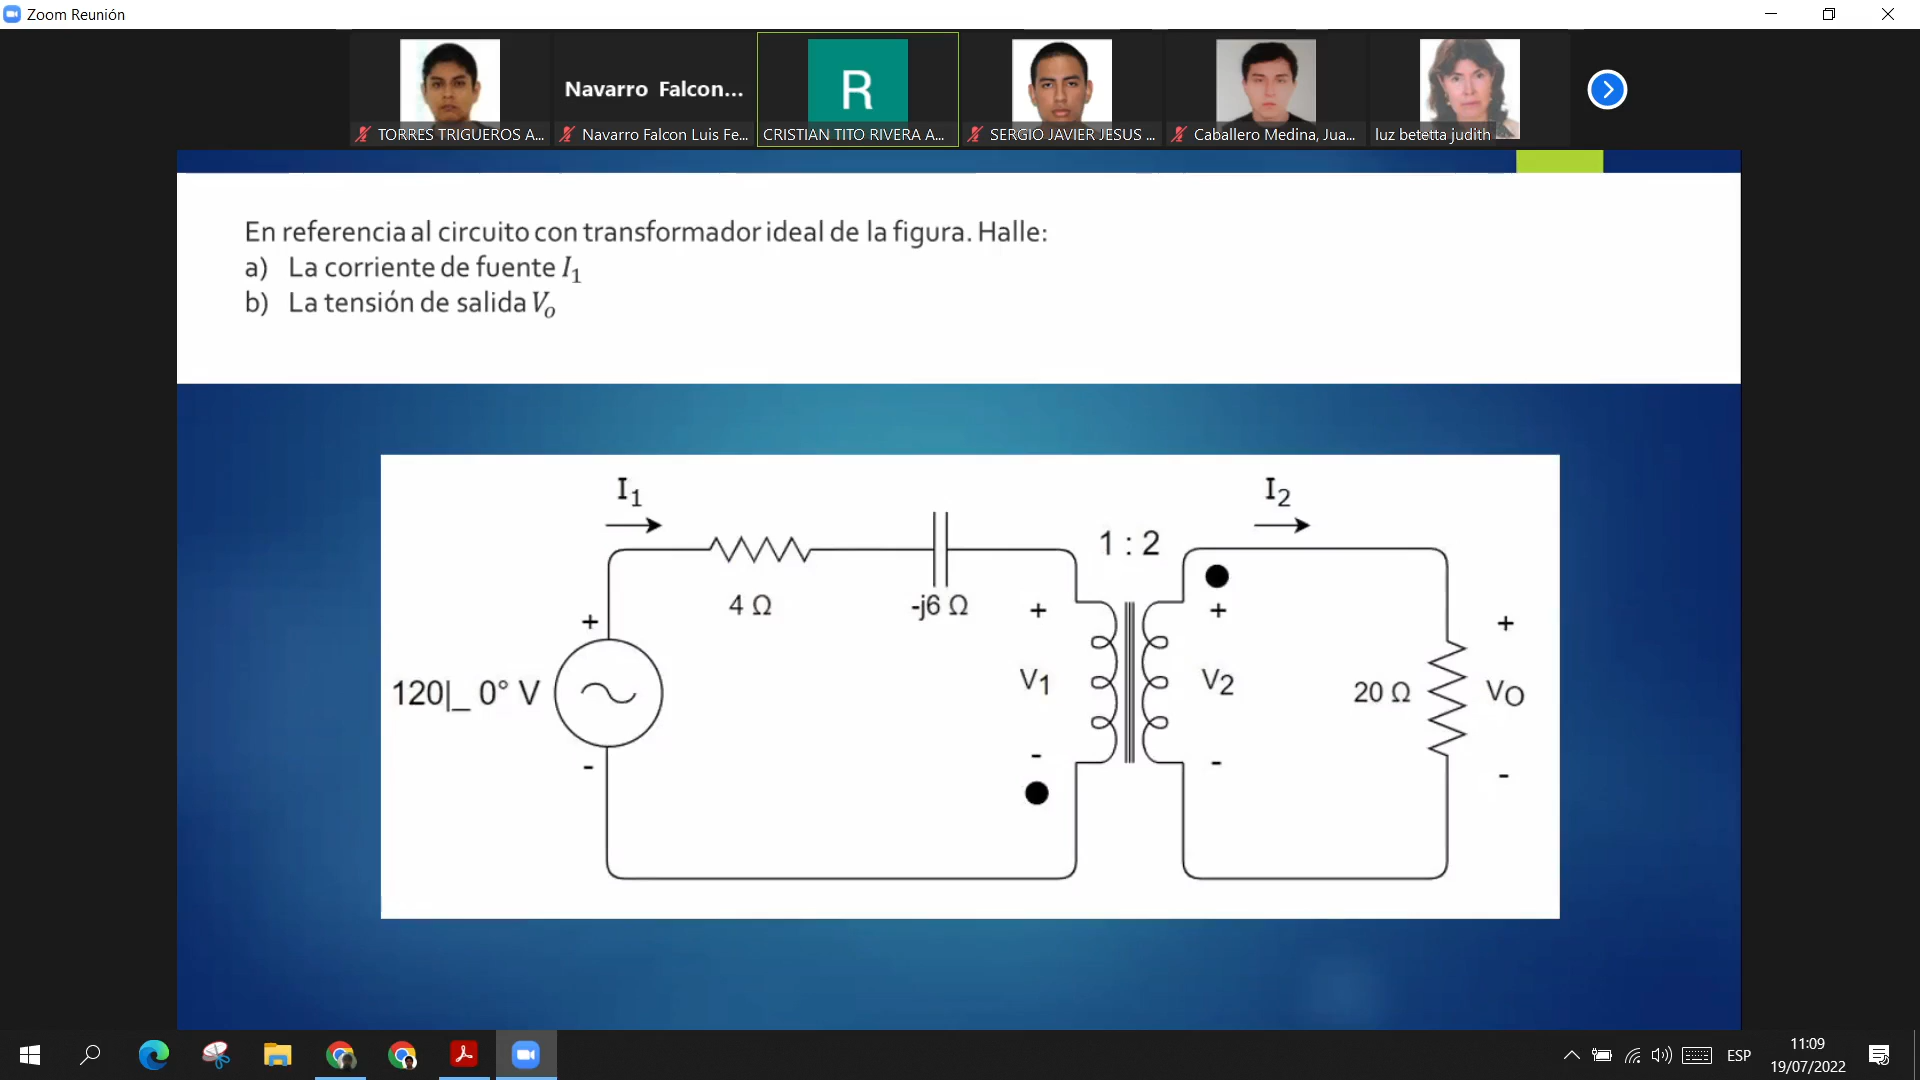 Zoom Reunión
Navarro Falcon...
R
TORRES TRIGUEROS A...
Navarro Falcon Luis Fe...
CRISTIAN TITO RIVERA A...
SERGIO JAVIER JESUS ...
Caballero Medina, Jua...
luz betetta judith
En referencia al circuito con transformador ideal de la figura. Halle:
a) La corriente de fuente I₁
b) La tensión de salida Vₒ
I₁
I₂
1 : 2
4 Ω
-j6 Ω
+
+
+
+
120|_ 0° V
V₁
V₂
20 Ω
VO
-
-
-
-
11:09
ESP
19/07/2022